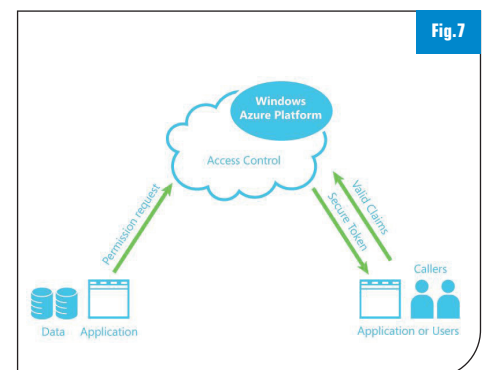 Fig.7
Windows
Azure Platform
Access Control
Permission request
Secure Token
Valid Claims
Callers
Data
Application
Application or Users